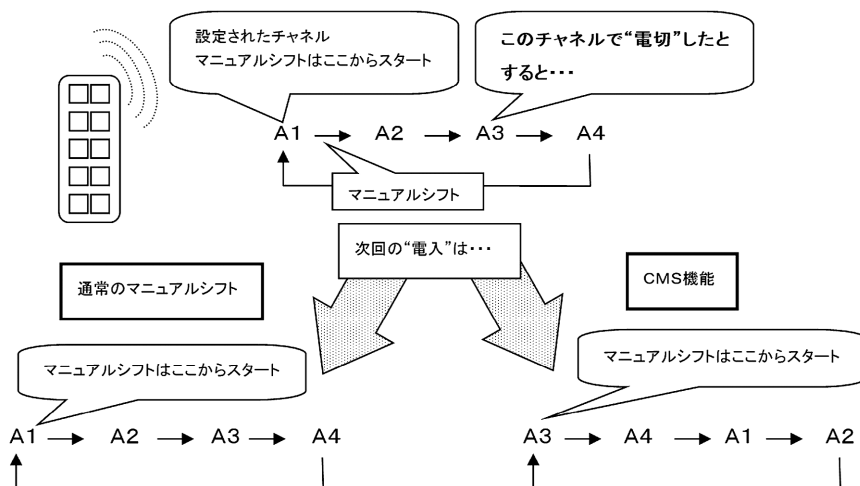 設定されたチャネル
マニュアルシフトはここからスタート
このチャネルで“電切”したと
すると・・・
A1 A2 A3 A4
マニュアルシフト
次回の“電入”は・・・
通常のマニュアルシフト
CMS機能
マニュアルシフトはここからスタート
マニュアルシフトはここからスタート
A1 A2 A3 A4
A3 A4 A1 A2